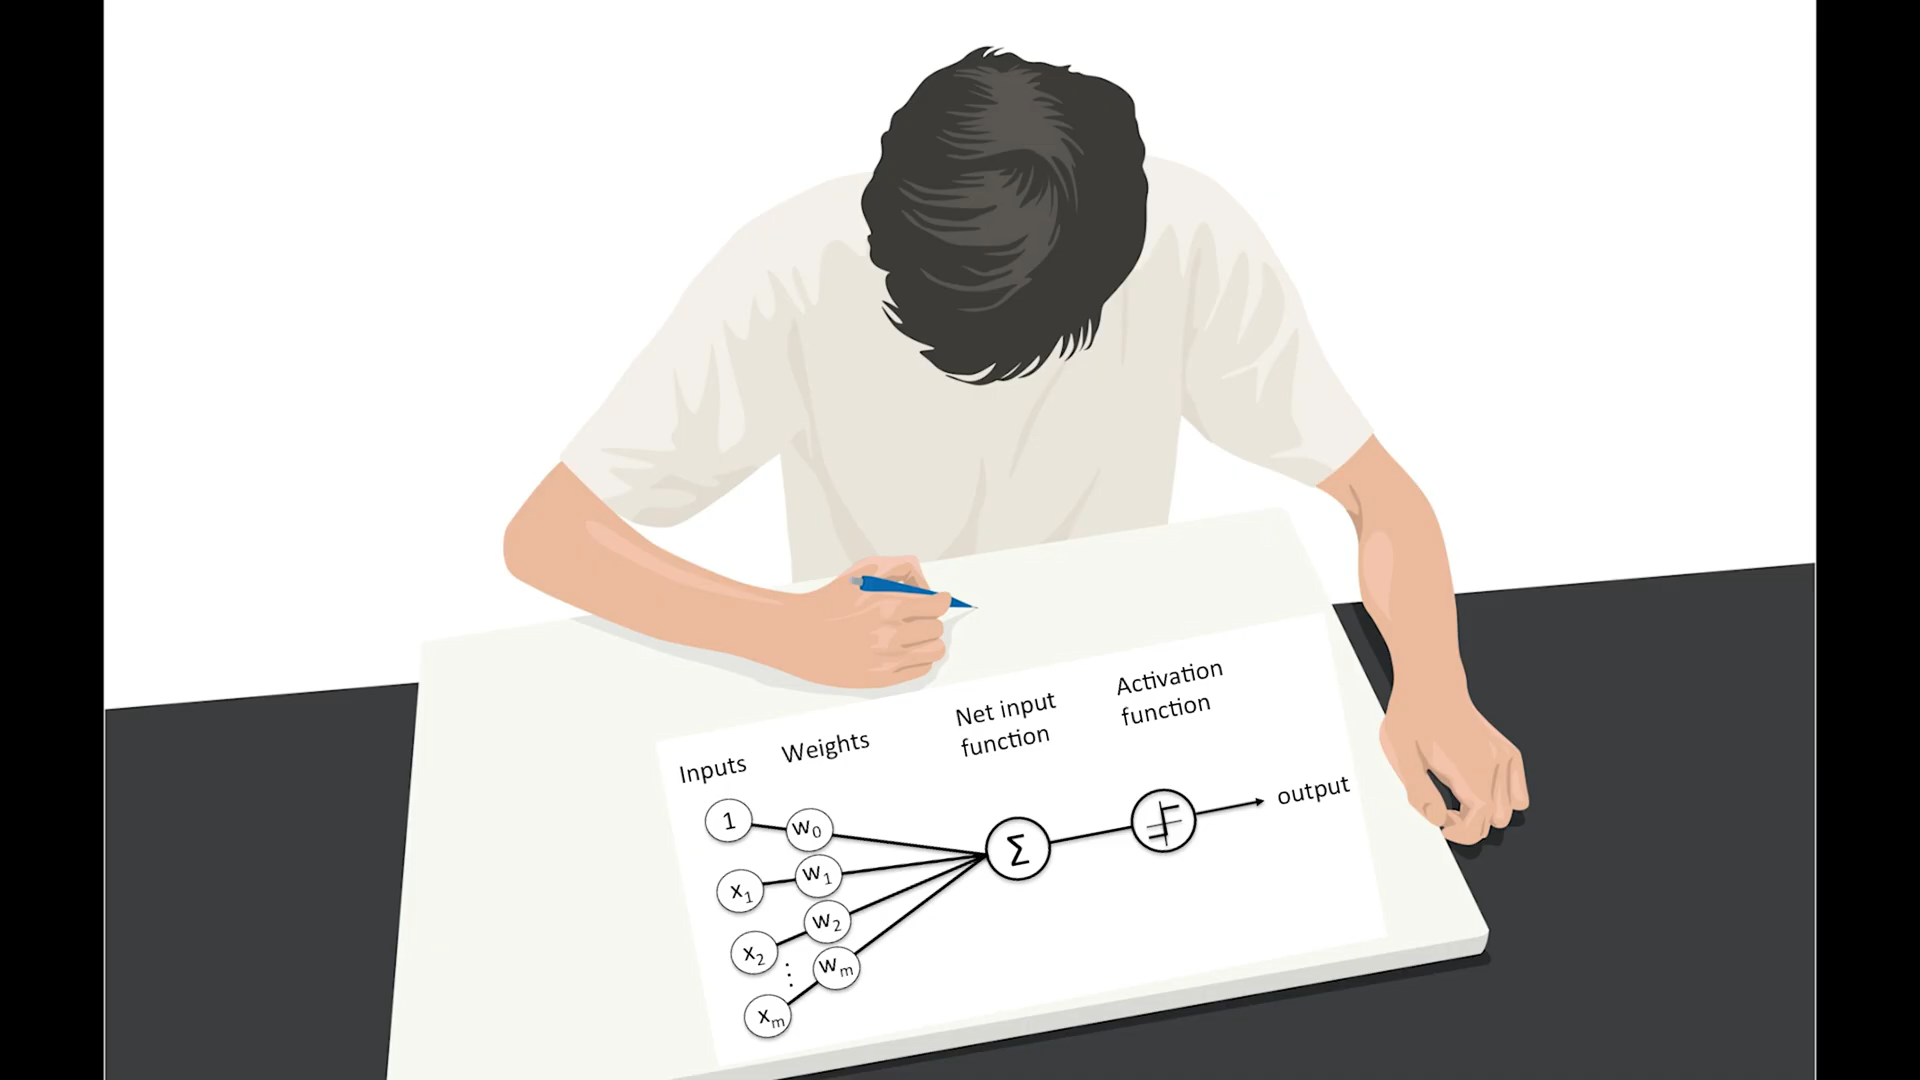 Inputs
Weights
Net input
function
Activation
function
1
w0
x1
w1
x2
w2
⋮
xm
wm
Σ
output